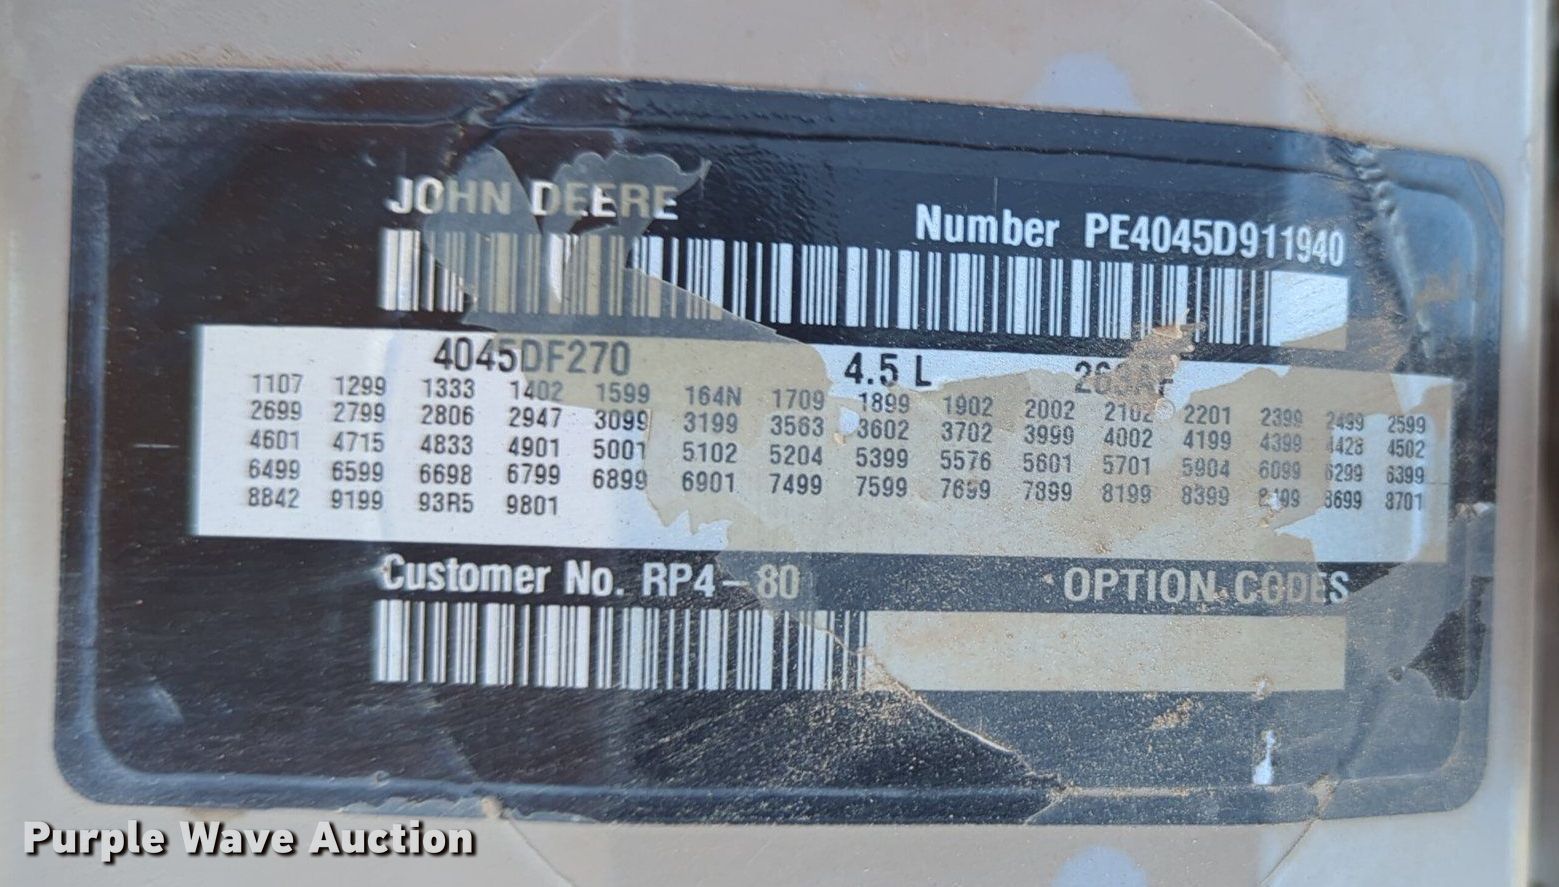 JOHN DEERE
Number PE4045D911940
4045DF270 4.5 L 263AF
1107 1299 1333 1402 1599 164N 1709 1899 1902 2002 2102 2201 2399 2499 2599
2699 2799 2806 2947 3099 3199 3563 3602 3702 3999 4002 4199 4399 4428 4502
4601 4715 4833 4901 5001 5102 5204 5399 5576 5601 5701 5904 6099 6299 6399
6499 6599 6698 6799 6899 6901 7499 7599 7699 7899 8199 8399 8699 8701
8842 9199 93R5 9801
Customer No. RP4-80 OPTION CODES
Purple Wave Auction